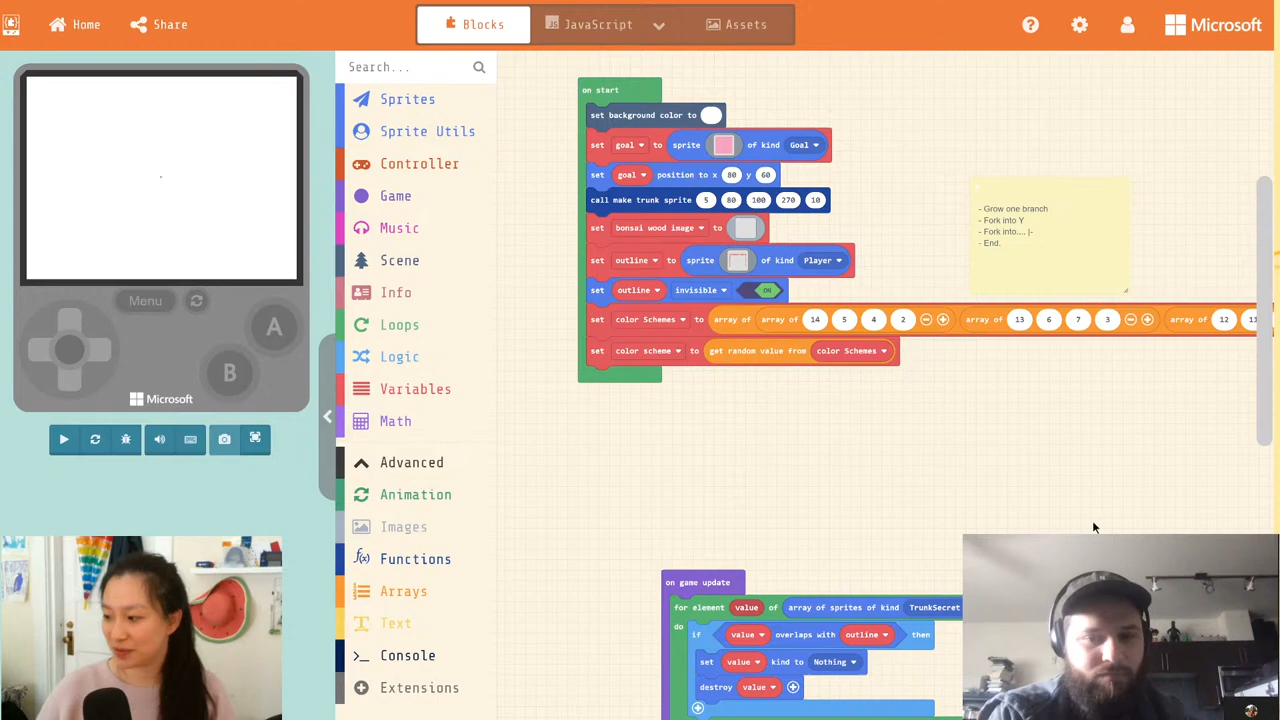 Home
Share
Blocks
JS JavaScript
Assets
Microsoft
Menu
A
B
Microsoft
Search...
Sprites
Sprite Utils
Controller
Game
Music
Scene
Info
Loops
Logic
Variables
Math
Advanced
Animation
Images
Functions
Arrays
Text
Console
Extensions
on start
set background color to
set goal to sprite of kind Goal
set goal position to x 80 y 60
call make trunk sprite 5 80 100 270 10
set bonsai wood image to
set outline to sprite of kind Player
set outline invisible ON
set color Schemes to array of array of 14 5 4 2 array of 13 6 7 3 array of 12
set color scheme to get random value from color Schemes
- Grow one branch
- Fork into Y
- Fork into.... |-
- End.
on game update
for element value of array of sprites of kind TrunkSecret
do
if value overlaps with outline then
set value kind to Nothing
destroy value